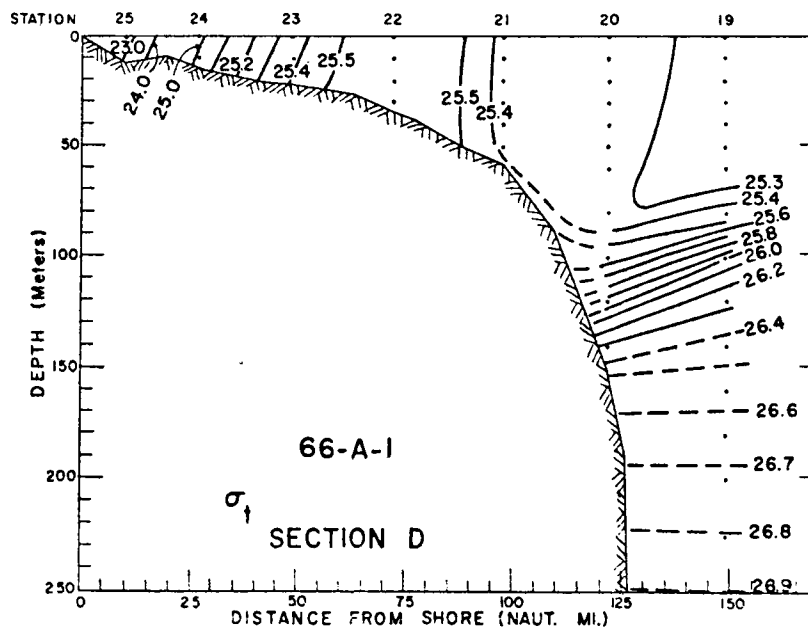 STATION 25 24 23 22 21 20 19
0
23.0 25.2 25.4 25.5
24.0 25.0
25.5 25.4
50
25.3
25.4
25.6
25.8
26.0
26.2
100
26.4
150
26.6
26.7
200
26.8
26.9
250
DEPTH (Meters)
66-A-1
σt
SECTION D
0 25 50 75 100 125 150
DISTANCE FROM SHORE (NAUT. MI.)